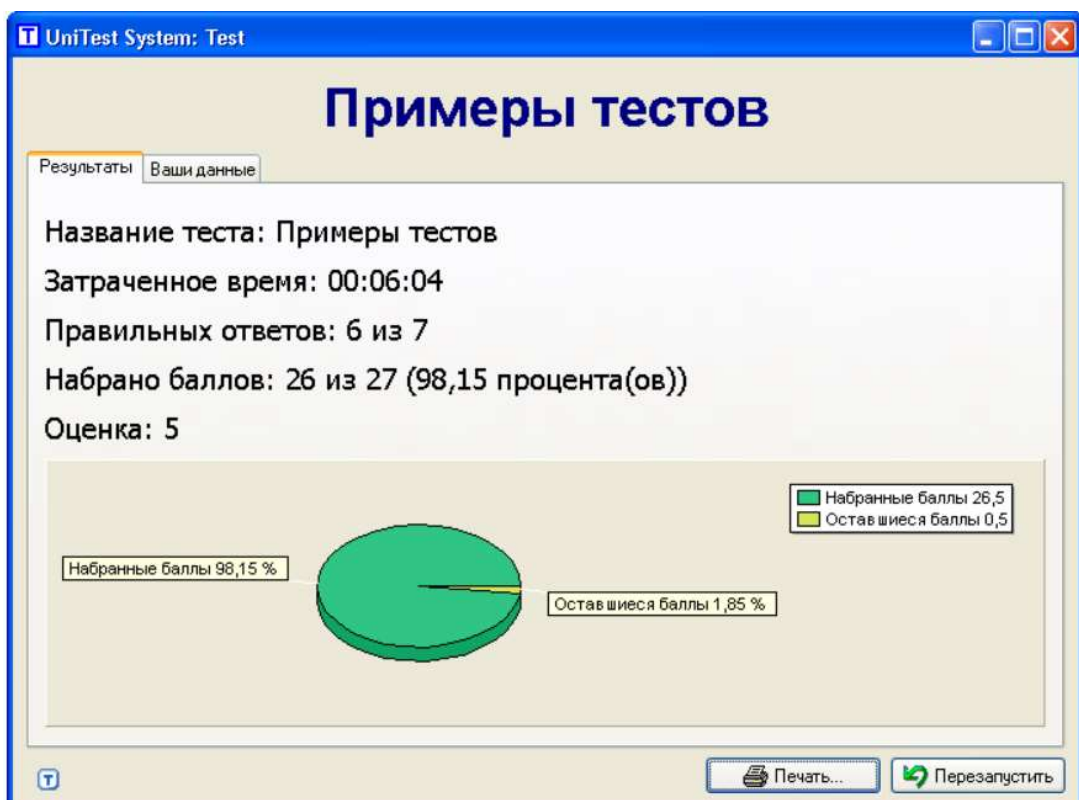 T UniTest System: Test
Примеры тестов
Результаты Ваши данные
Название теста: Примеры тестов
Затраченное время: 00:06:04
Правильных ответов: 6 из 7
Набрано баллов: 26 из 27 (98,15 процента(ов))
Оценка: 5
Набранные баллы 26,5
Оставшиеся баллы 0,5
Набранные баллы 98,15 %
Оставшиеся баллы 1,85 %
T Печать... Перезапустить